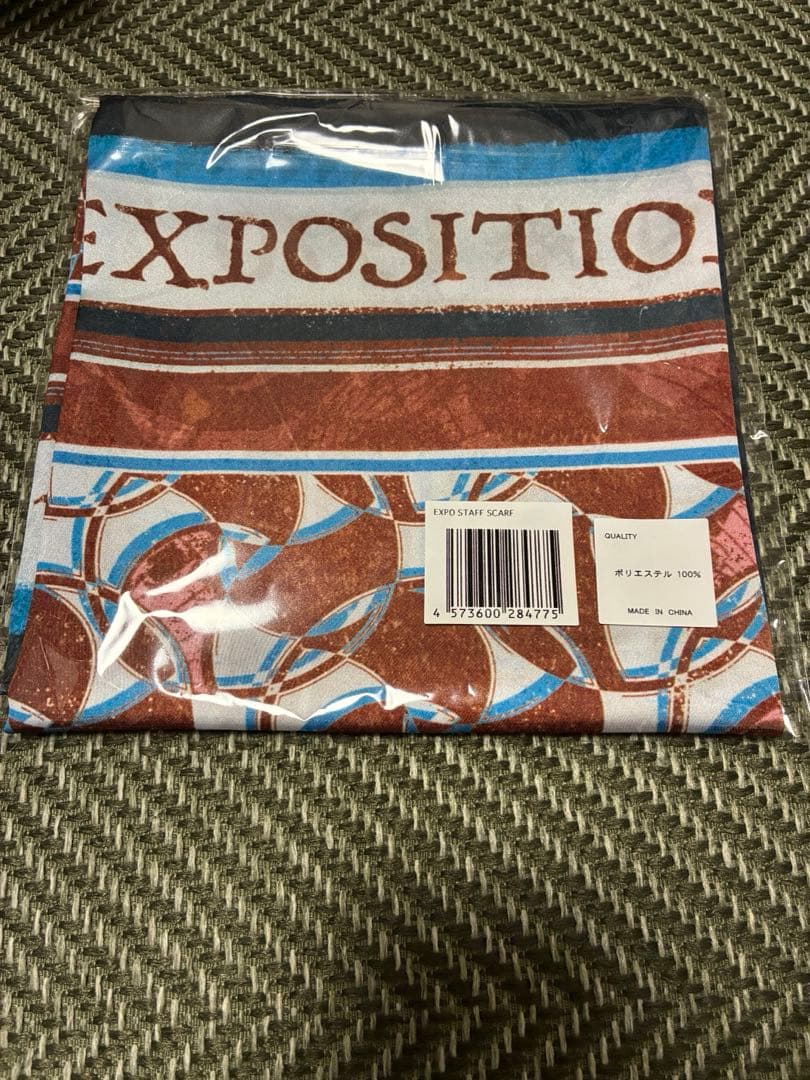 EXPOSITIO
EXPO STAFF SCARF
4 573600 284775
QUALITY
ポリエステル 100%
MADE IN CHINA